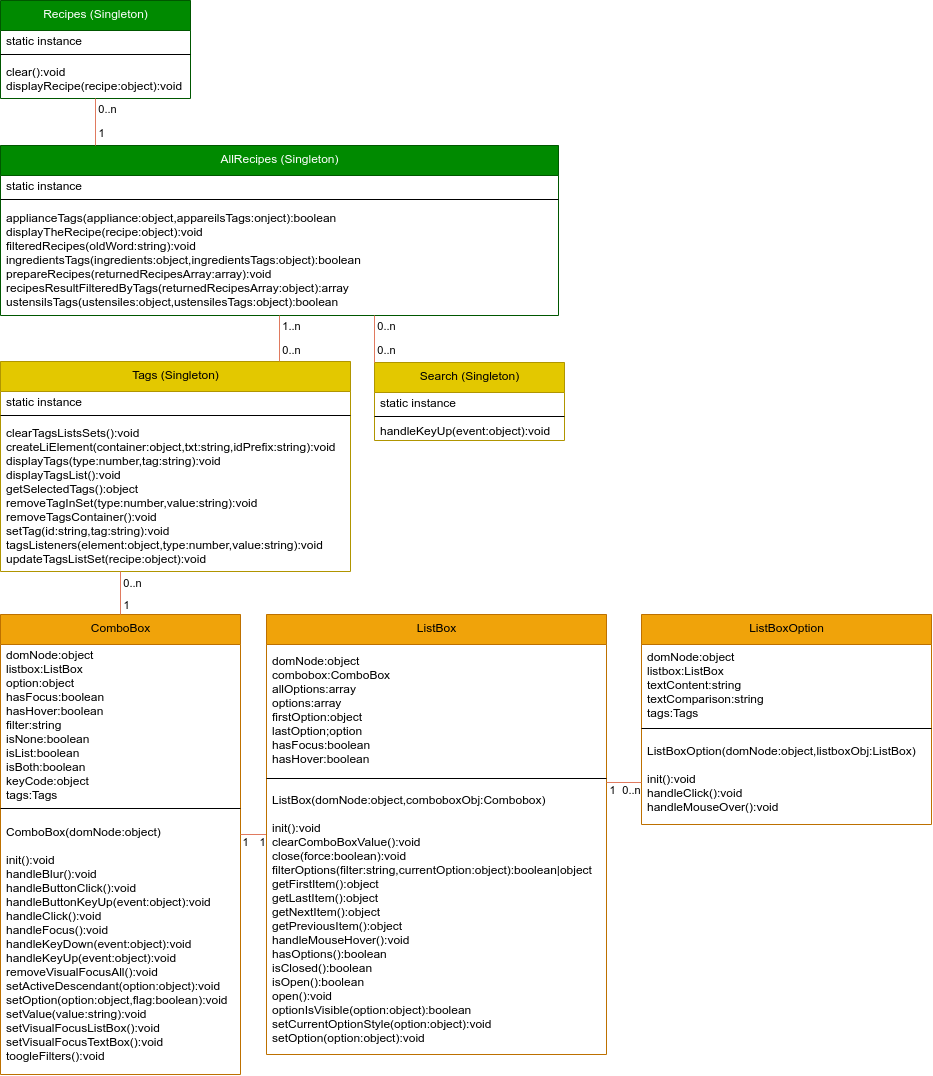 Recipes (Singleton)
static instance
clear():void
displayRecipe(recipe:object):void
0..n
1
AllRecipes (Singleton)
static instance
applianceTags(appliance:object,appareilsTags:onject):boolean
displayTheRecipe(recipe:object):void
filteredRecipes(oldWord:string):void
ingredientsTags(ingredients:object,ingredientsTags:object):boolean
prepareRecipes(returnedRecipesArray:array):void
recipesResultFilteredByTags(returnedRecipesArray:object):array
ustensilsTags(ustensiles:object,ustensilesTags:object):boolean
1..n
0..n
0..n
0..n
Tags (Singleton)
static instance
clearTagsListsSets():void
createLiElement(container:object,txt:string,idPrefix:string):void
displayTags(type:number,tag:string):void
displayTagsList():void
getSelectedTags():object
removeTagInSet(type:number,value:string):void
removeTagsContainer():void
setTag(id:string,tag:string):void
tagsListeners(element:object,type:number,value:string):void
updateTagsListSet(recipe:object):void
Search (Singleton)
static instance
handleKeyUp(event:object):void
0..n
1
ComboBox
domNode:object
listbox:ListBox
option:object
hasFocus:boolean
hasHover:boolean
filter:string
isNone:boolean
isList:boolean
isBoth:boolean
keyCode:object
tags:Tags
ComboBox(domNode:object)
init():void
handleBlur():void
handleButtonClick():void
handleButtonKeyUp(event:object):void
handleClick():void
handleFocus():void
handleKeyDown(event:object):void
handleKeyUp(event:object):void
removeVisualFocusAll():void
setActiveDescendant(option:object):void
setOption(option:object,flag:boolean):void
setValue(value:string):void
setVisualFocusListBox():void
setVisualFocusTextBox():void
toogleFilters():void
1 1
ListBox
domNode:object
combobox:ComboBox
allOptions:array
options:array
firstOption:object
lastOption;option
hasFocus:boolean
hasHover:boolean
ListBox(domNode:object,comboboxObj:Combobox)
init():void
clearComboBoxValue():void
close(force:boolean):void
filterOptions(filter:string,currentOption:object):boolean|object
getFirstItem():object
getLastItem():object
getNextItem():object
getPreviousItem():object
handleMouseHover():void
hasOptions():boolean
isClosed():boolean
isOpen():boolean
open():void
optionIsVisible(option:object):boolean
setCurrentOptionStyle(option:object):void
setOption(option:object):void
1 0..n
ListBoxOption
domNode:object
listbox:ListBox
textContent:string
textComparison:string
tags:Tags
ListBoxOption(domNode:object,listboxObj:ListBox)
init():void
handleClick():void
handleMouseOver():void